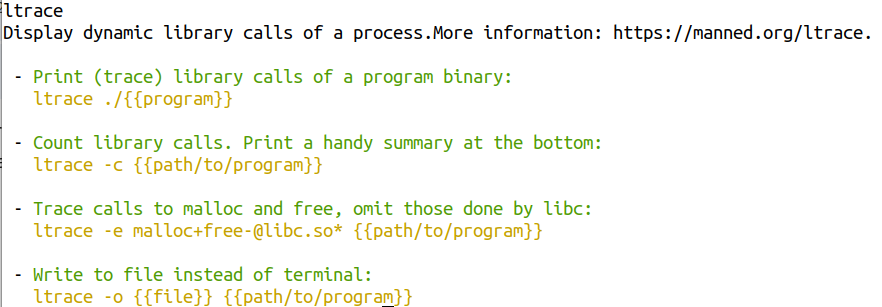 ltrace
Display dynamic library calls of a process.More information: https://manned.org/ltrace.
- Print (trace) library calls of a program binary:
ltrace ./{{program}}
- Count library calls. Print a handy summary at the bottom:
ltrace -c {{path/to/program}}
- Trace calls to malloc and free, omit those done by libc:
ltrace -e malloc+free-@libc.so* {{path/to/program}}
- Write to file instead of terminal:
ltrace -o {{file}} {{path/to/program}}